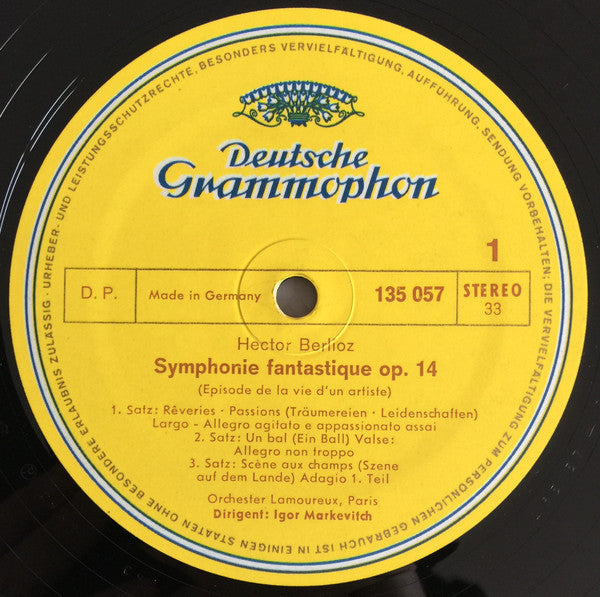 Deutsche
Grammophon
1
D. P.
Made in Germany
135 057
STEREO
33
Hector Berlioz
Symphonie fantastique op. 14
(Episode de la vie d'un artiste)
1. Satz: Rêveries · Passions (Träumereien · Leidenschaften)
Largo - Allegro agitato e appassionato assai
2. Satz: Un bal (Ein Ball) Valse:
Allegro non troppo
3. Satz: Scène aux champs (Szene
auf dem Lande) Adagio 1. Teil
Orchester Lamoureux, Paris
Dirigent: Igor Markevitch
URHEBER- UND LEISTUNGSSCHUTZRECHTE, BESONDERS VERVIELFÄLTIGUNG, AUFFÜHRUNG, SENDUNG VORBEHALTEN; DIE VERVIELFÄLTIGUNG ZUM PERSÖNLICHEN GEBRAUCH IST IN EINIGEN STAATEN OHNE BESONDERE ERLAUBNIS ZULÄSSIG ·